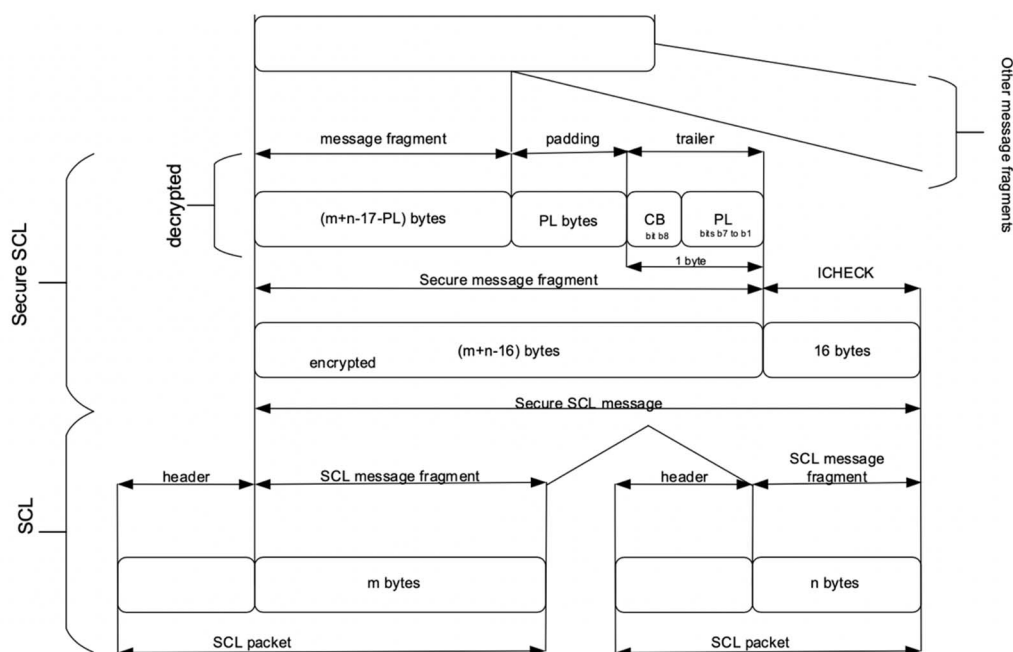 Other message fragments
message fragment
padding
trailer
decrypted
(m+n-17-PL) bytes
PL bytes
CB
bit b8
PL
bits b7 to b1
1 byte
Secure SCL
Secure message fragment
ICHECK
encrypted
(m+n-16) bytes
16 bytes
Secure SCL message
SCL
header
SCL message fragment
header
SCL message
fragment
m bytes
n bytes
SCL packet
SCL packet